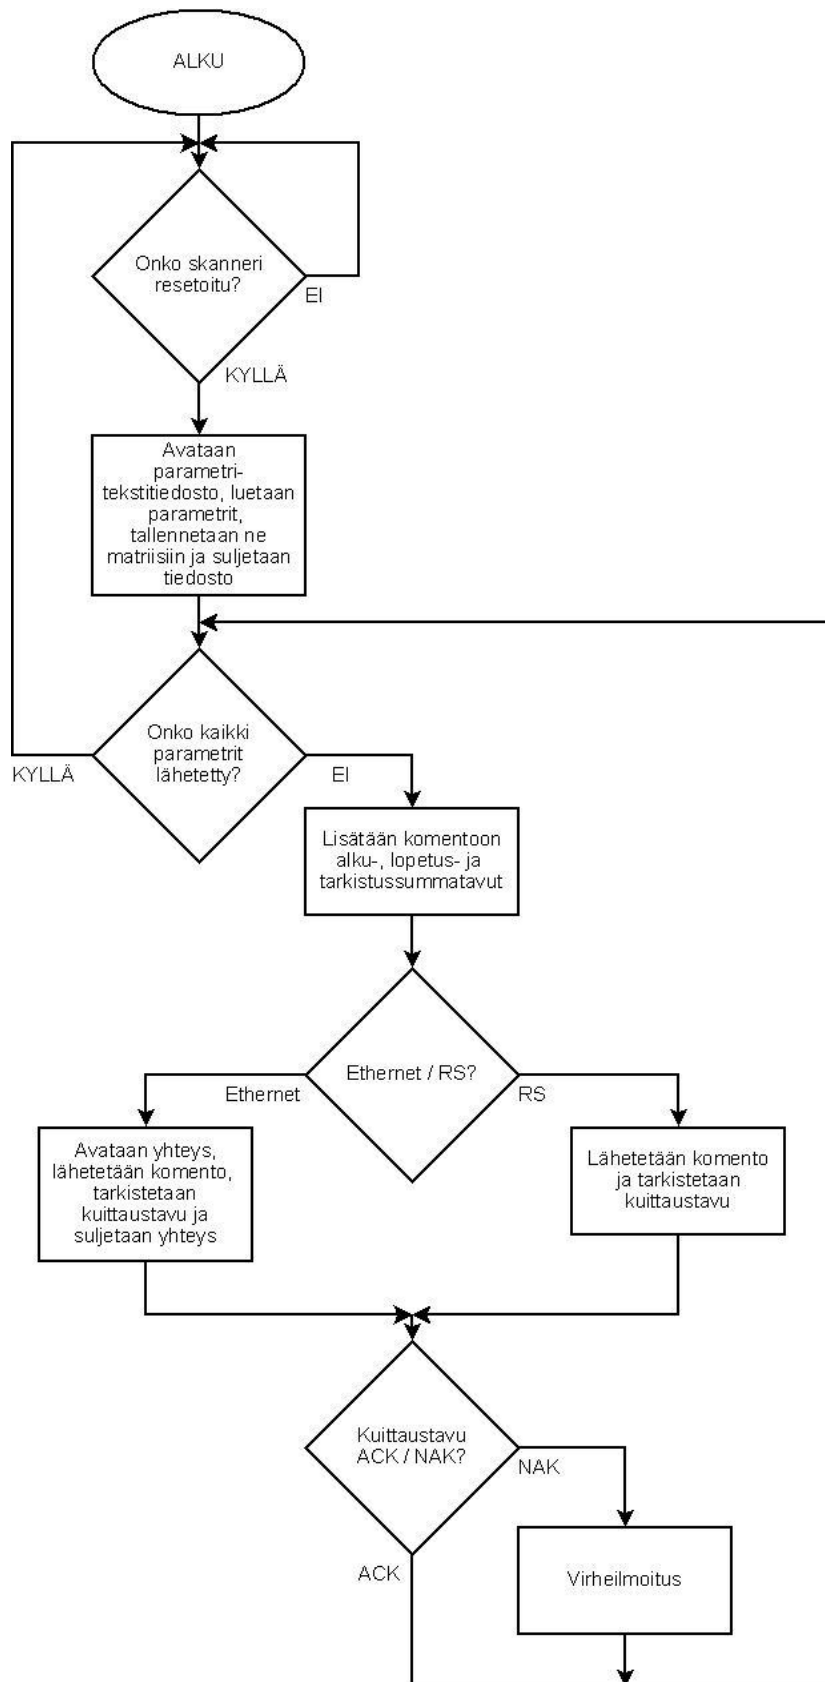 ALKU
Onko skanneri
resetoitu?
EI
KYLLÄ
Avataan
parametri-
tekstitiedosto, luetaan
parametrit,
tallennetaan ne
matriisiin ja suljetaan
tiedosto
Onko kaikki
parametrit
lähetetty?
KYLLÄ
EI
Lisätään komentoon
alku-, lopetus- ja
tarkistussummatavut
Ethernet / RS?
Ethernet
RS
Avataan yhteys,
lähetetään komento,
tarkistetaan
kuittaustavu ja
suljetaan yhteys
Lähetetään komento
ja tarkistetaan
kuittaustavu
Kuittaustavu
ACK / NAK?
NAK
ACK
Virheilmoitus